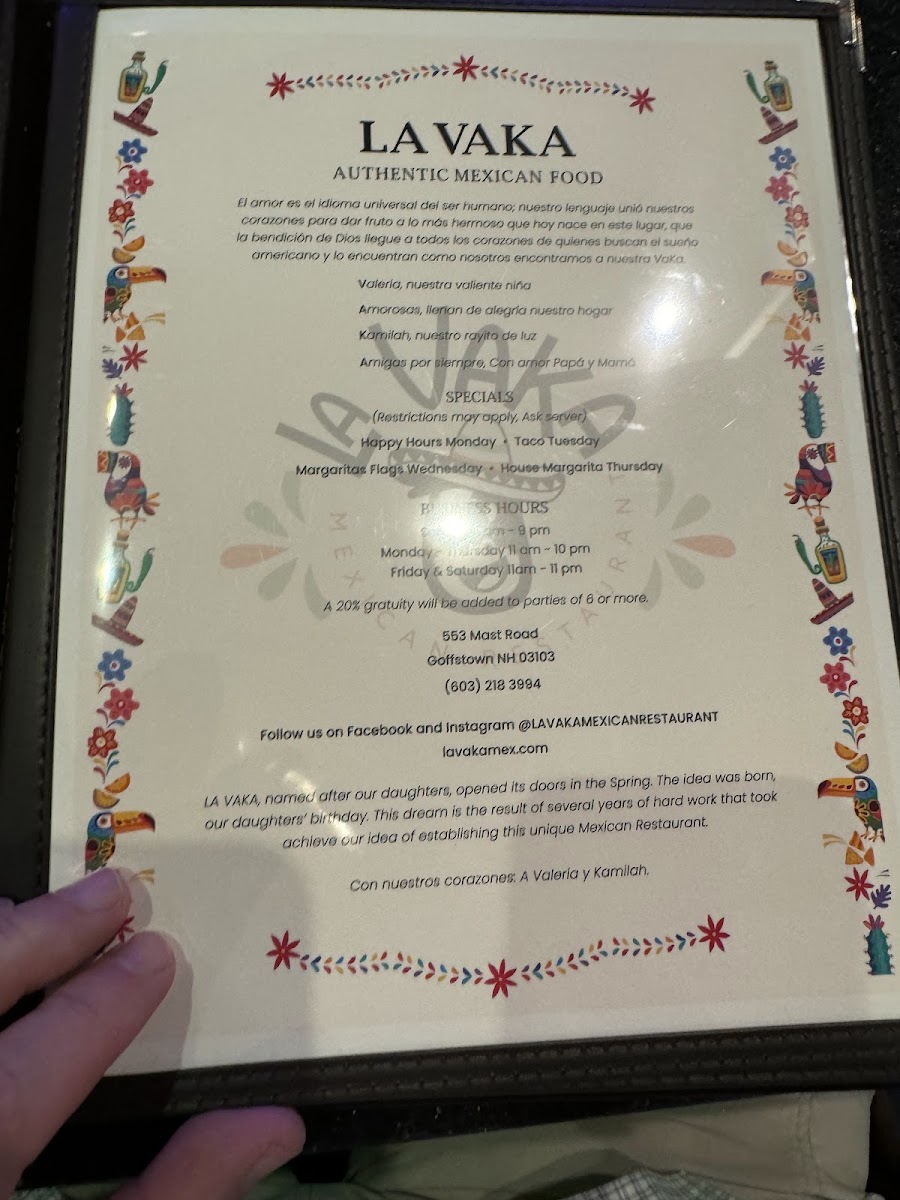 LA VAKA
AUTHENTIC MEXICAN FOOD
El amor es el idioma universal del ser humano; nuestro lenguaje unió nuestros
corazones para dar fruto a lo más hermoso que hoy nace en este lugar, que
la bendición de Dios llegue a todos los corazones de quienes buscan el sueño
americano y lo encuentran como nosotros encontramos a nuestra VaKa.
Valeria, nuestra valiente niña
Amorosas, llenan de alegría nuestro hogar
Kamilah, nuestro rayito de luz
Amigas por siempre, Con amor Papá y Mamá
LA VAKA
MEXICAN RESTAURANT
SPECIALS
(Restrictions may apply, Ask server)
Happy Hours Monday • Taco Tuesday
Margaritas Flags Wednesday • House Margarita Thursday
HOURS
- 9 pm
Monday - Thursday 11 am - 10 pm
Friday & Saturday 11am - 11 pm
A 20% gratuity will be added to parties of 6 or more.
553 Mast Road
Goffstown NH 03103
(603) 218 3994
Follow us on Facebook and Instagram @LAVAKAMEXICANRESTAURANT
lavakamex.com
LA VAKA, named after our daughters, opened its doors in the Spring. The idea was born,
our daughters' birthday. This dream is the result of several years of hard work that took
achieve our idea of establishing this unique Mexican Restaurant.
Con nuestros corazones: A Valeria y Kamilah.